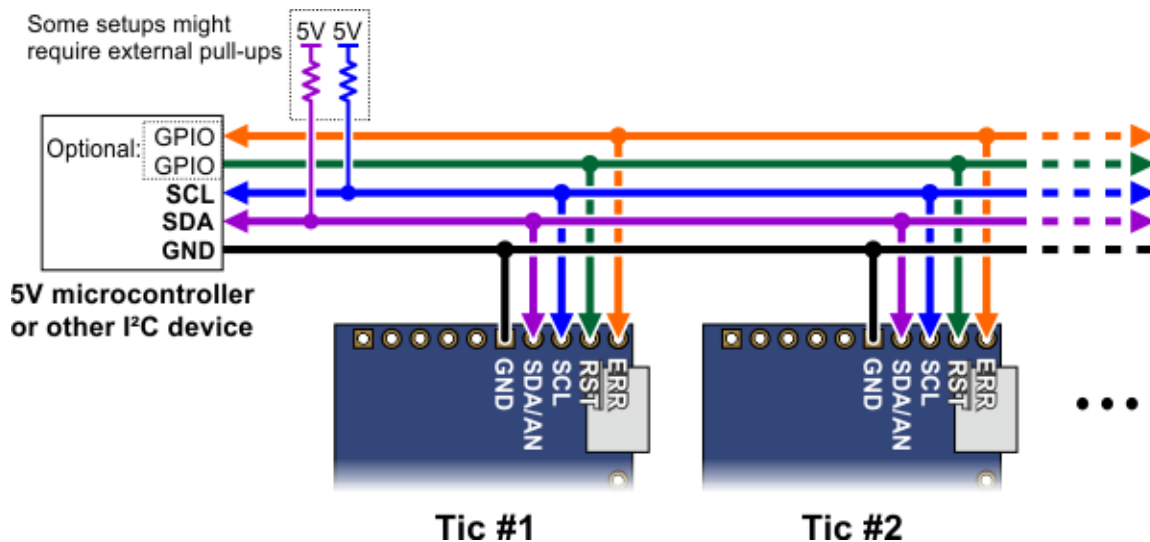 Some setups might
require external pull-ups
5V 5V
Optional: GPIO
GPIO
SCL
SDA
GND
5V microcontroller
or other I²C device
GND SDA/AN SCL RST ERR
GND SDA/AN SCL RST ERR
Tic #1 Tic #2